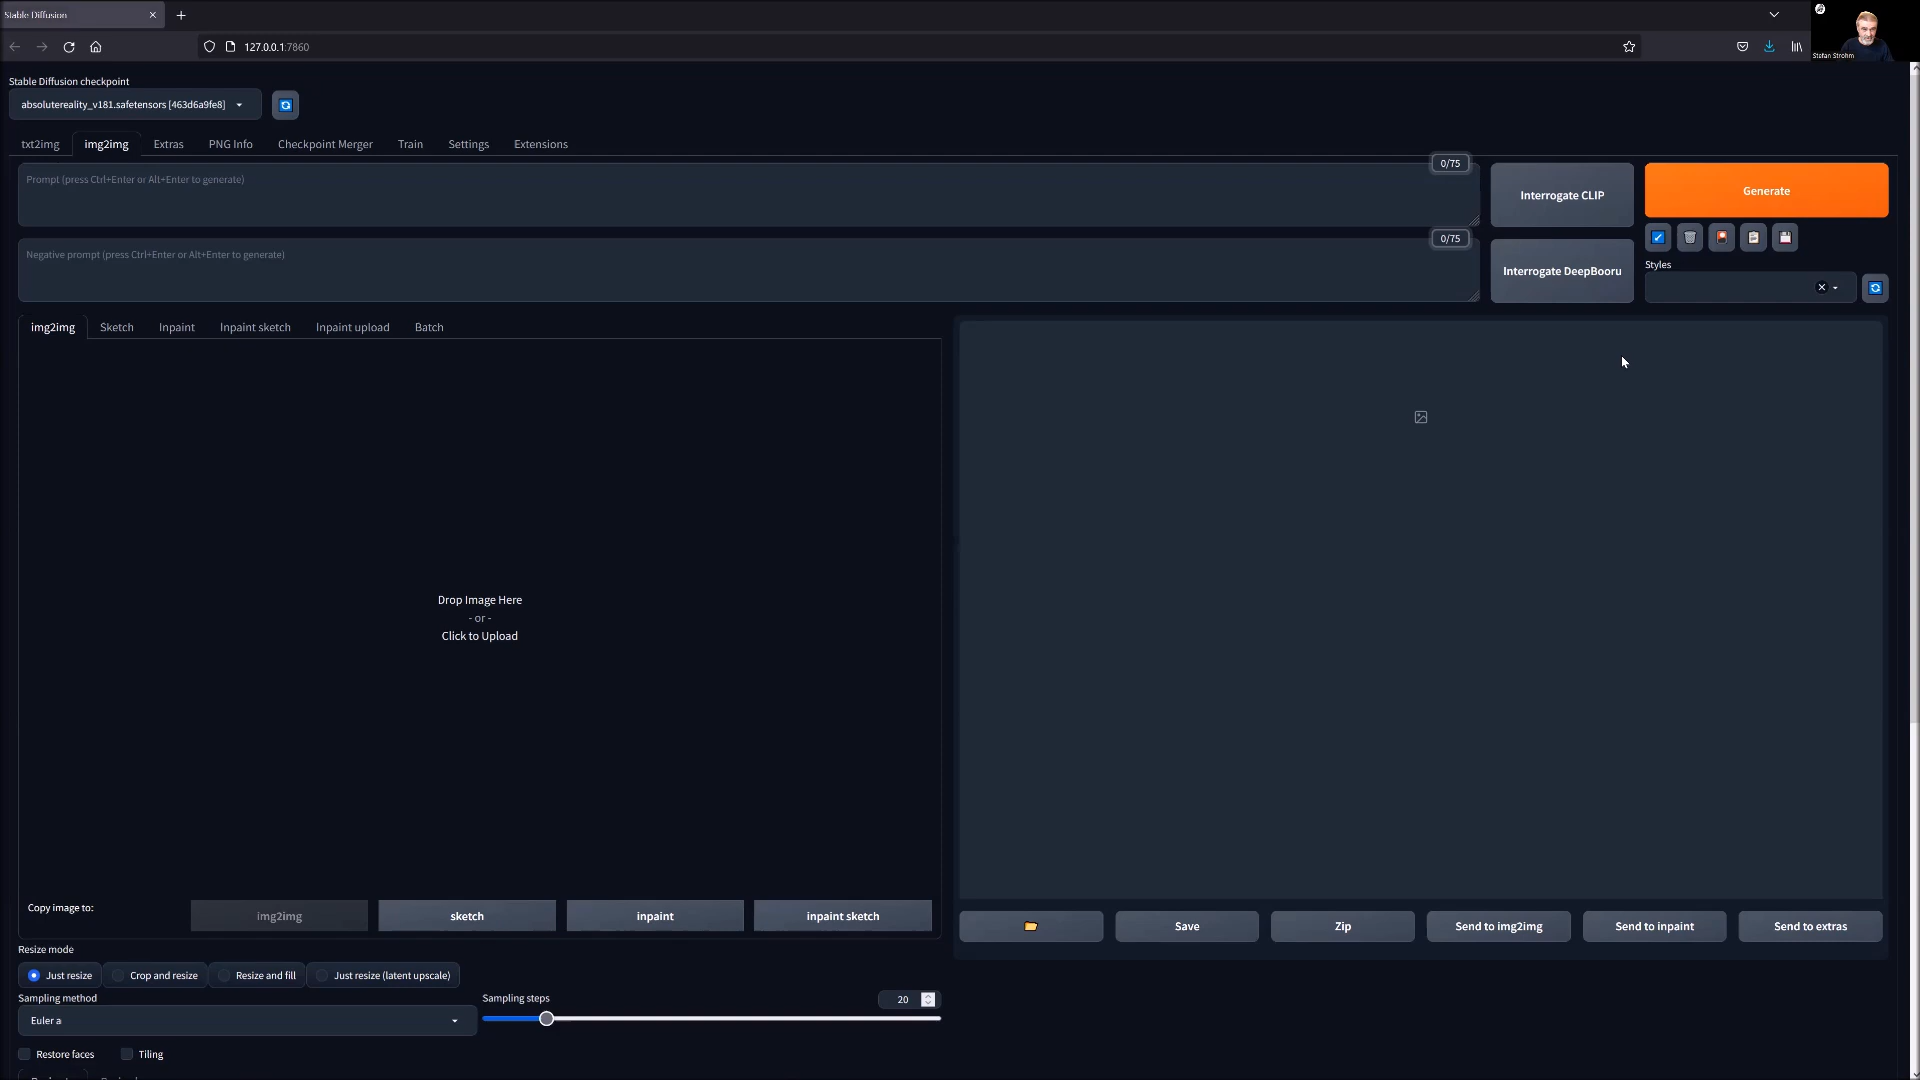 Stable Diffusion
127.0.0.1:7860
Stefan Strohm
Stable Diffusion checkpoint
absolutereality_v181.safetensors [463d6a9fe8]
txt2img
img2img
Extras
PNG Info
Checkpoint Merger
Train
Settings
Extensions
Prompt (press Ctrl+Enter or Alt+Enter to generate)
0/75
Interrogate CLIP
Generate
Negative prompt (press Ctrl+Enter or Alt+Enter to generate)
0/75
Interrogate DeepBooru
Styles
img2img
Sketch
Inpaint
Inpaint sketch
Inpaint upload
Batch
Drop Image Here
- or -
Click to Upload
Copy image to:
img2img
sketch
inpaint
inpaint sketch
Save
Zip
Send to img2img
Send to inpaint
Send to extras
Resize mode
Just resize
Crop and resize
Resize and fill
Just resize (latent upscale)
Sampling method
Euler a
Sampling steps
20
Restore faces
Tiling